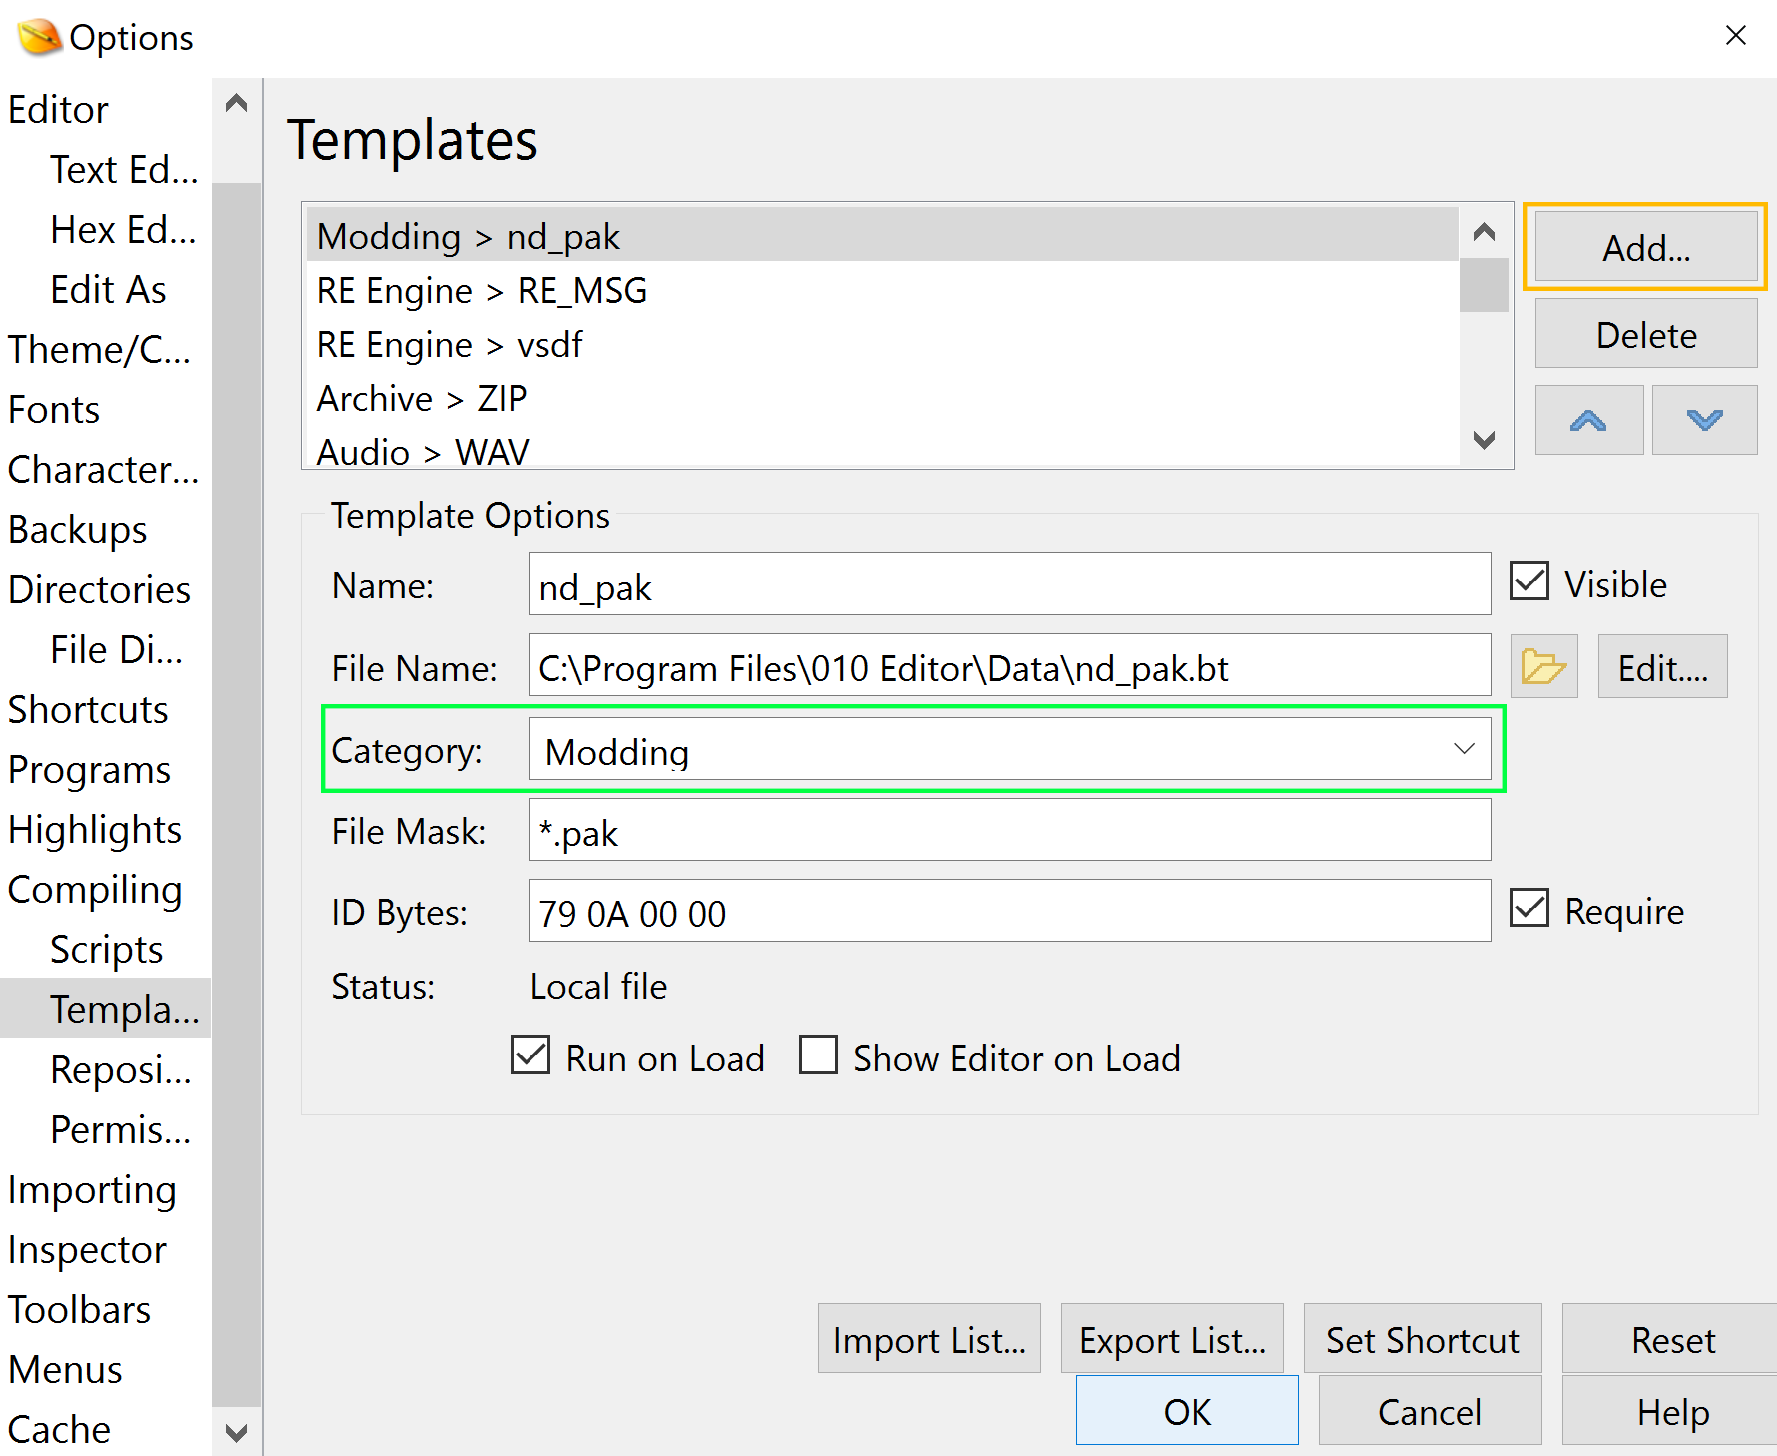 Options
Editor
Text Ed...
Hex Ed...
Edit As
Theme/C...
Fonts
Character...
Backups
Directories
File Di...
Shortcuts
Programs
Highlights
Compiling
Scripts
Templa...
Reposi...
Permis...
Importing
Inspector
Toolbars
Menus
Cache
Templates
Modding > nd_pak
RE Engine > RE_MSG
RE Engine > vsdf
Archive > ZIP
Audio > WAV
Add...
Delete
Template Options
Name: nd_pak Visible
File Name: C:\Program Files\010 Editor\Data\nd_pak.bt Edit....
Category: Modding
File Mask: *.pak
ID Bytes: 79 0A 00 00 Require
Status: Local file
Run on Load Show Editor on Load
Import List... Export List... Set Shortcut Reset
OK Cancel Help